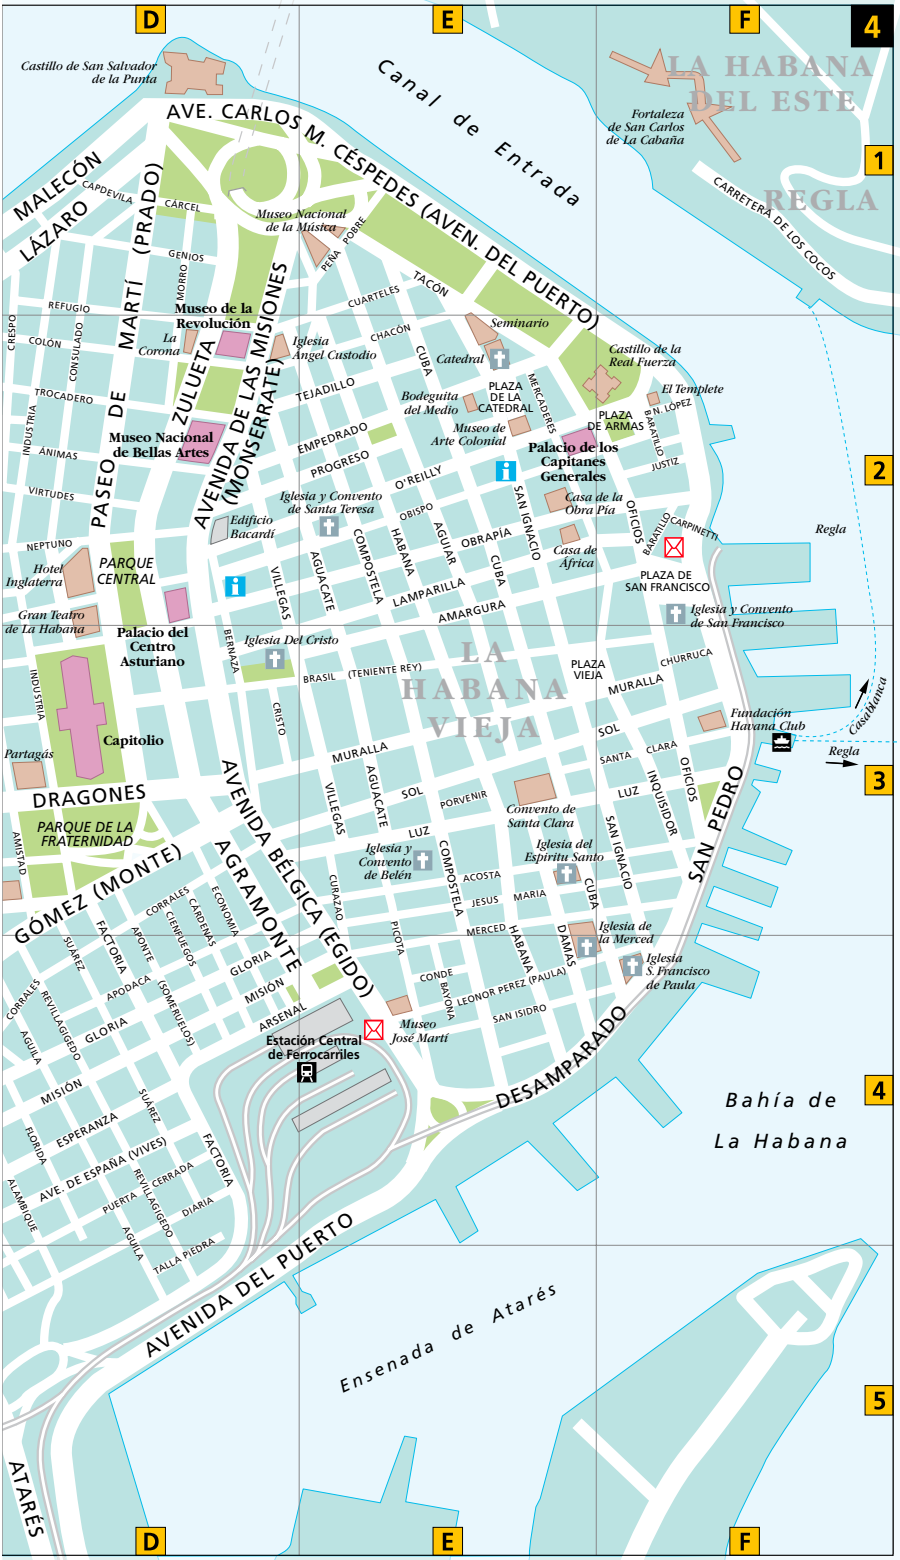 D
E
F
4
Castillo de San Salvador
de la Punta
Canal de Entrada
LA HABANA
DEL ESTE
Fortaleza
de San Carlos
de La Cabaña
1
REGLA
CARRETERA DE LOS COCOS
AVE. CARLOS M. CÉSPEDES (AVEN. DEL PUERTO)
MALECÓN
LÁZARO
CAPDEVILA
CÁRCEL
PASEO DE MARTÍ (PRADO)
Museo Nacional
de la Música
PEÑA POBRE
GENIOS
MORRO
TACÓN
CUARTELES
REFUGIO
CRESPO
COLÓN
CONSULADO
Museo de la
Revolución
La
Corona
Iglesia
Angel Custodio
CHACÓN
CUBA
Seminario
Catedral
Castillo de la
Real Fuerza
El Templete
N. LÓPEZ
BARATILLO
TROCADERO
INDUSTRIA
ZULUETA
AVENIDA DE LAS MISIONES
(MONSERRATE)
TEJADILLO
Bodeguita
del Medio
PLAZA
DE LA
CATEDRAL
MERCADERES
Museo de
Arte Colonial
PLAZA
DE ARMAS
Museo Nacional
de Bellas Artes
ÁNIMAS
EMPEDRADO
PROGRESO
O'REILLY
Palacio de los
Capitanes
Generales
JUSTIZ
2
VIRTUDES
Iglesia y Convento
de Santa Teresa
OBISPO
SAN IGNACIO
Casa de la
Obra Pía
OFICIOS
Edificio
Bacardí
AGUIAR
OBRAPÍA
BARATILLO
CARPINETTI
Regla
NEPTUNO
PARQUE
CENTRAL
Hotel
Inglaterra
COMPOSTELA
HABANA
Casa de
África
CUBA
PLAZA DE
SAN FRANCISCO
VILLEGAS
AGUACATE
LAMPARILLA
AMARGURA
Gran Teatro
de La Habana
Palacio del
Centro
Asturiano
Iglesia y Convento
de San Francisco
BERNAZA
Iglesia Del Cristo
BRASIL (TENIENTE REY)
LA
HABANA
VIEJA
PLAZA
VIEJA
CHURRUCA
MURALLA
INDUSTRIA
CRISTO
Fundación
Havana Club
Casablanca
Regla
Capitolio
MURALLA
SOL
SANTA CLARA
Partagás
3
DRAGONES
AVENIDA BÉLGICA (EGIDO)
VILLEGAS
AGUACATE
SOL
PORVENIR
Convento de
Santa Clara
LUZ
INQUISIDOR
OFICIOS
SAN PEDRO
PARQUE DE LA
FRATERNIDAD
AMISTAD
LUZ
SAN IGNACIO
Iglesia y
Convento
de Belén
Iglesia del
Espíritu Santo
GÓMEZ (MONTE)
AGRAMONTE
CURAZAO
COMPOSTELA
ACOSTA
JESUS MARIA
CUBA
CORRALES
ECONOMIA
CÁRDENAS
CIENFUEGOS
APONTE
FACTORIA
SUÁREZ
PICOTA
MERCED
HABANA
DAMAS
Iglesia de
la Merced
Iglesia
S. Francisco
de Paula
GLORIA
MISIÓN
CONDE
BAYONA
LEONOR PEREZ (PAULA)
SAN ISIDRO
CORRALES
REVILLAGIGEDO
APODACA
(SOMERUELOS)
ARSENAL
Museo
José Martí
DESAMPARADO
AGUILA
GLORIA
Estación Central
de Ferrocarriles
MISIÓN
4
Bahía de
La Habana
SUÁREZ
ESPERANZA
FLORIDA
FACTORIA
AVE. DE ESPAÑA (VIVES)
ALAMBIQUE
CERRADA
PUERTA
REVILLAGIGEDO
DIARIA
AGUILA
TALLA PIEDRA
AVENIDA DEL PUERTO
Ensenada de Atarés
5
ATARÉS
D
E
F